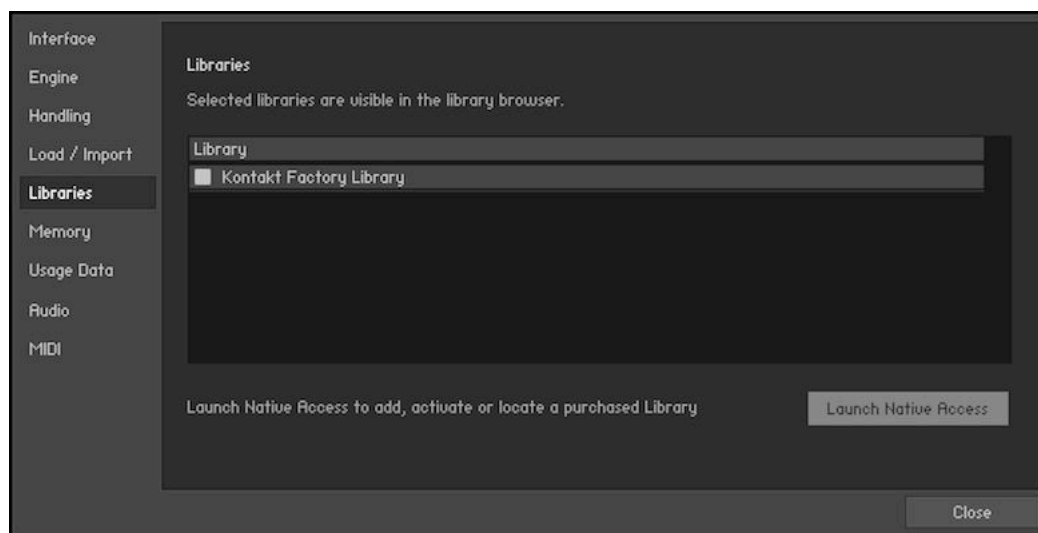 Interface
Engine
Handling
Load / Import
Libraries
Memory
Usage Data
Audio
MIDI
Libraries
Selected libraries are visible in the library browser.
Library
Kontakt Factory Library
Launch Native Access to add, activate or locate a purchased Library
Launch Native Access
Close